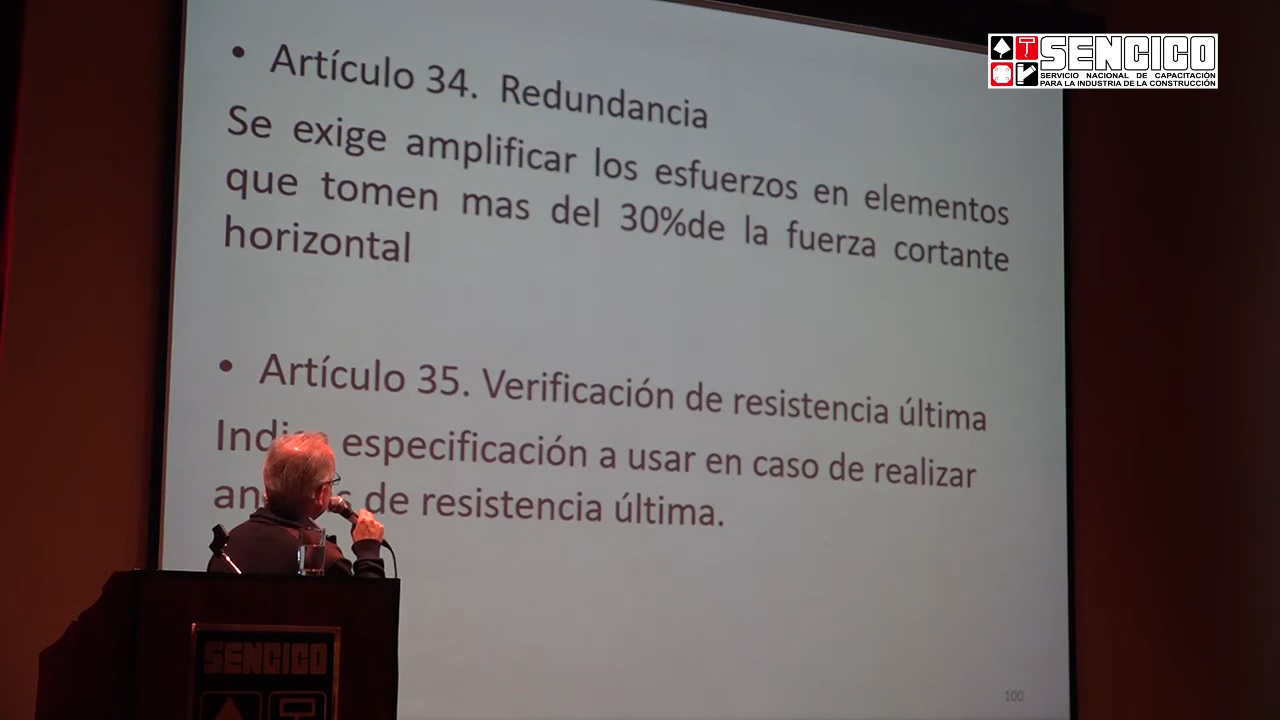 SENCICO
SERVICIO NACIONAL DE CAPACITACIÓN
PARA LA INDUSTRIA DE LA CONSTRUCCIÓN
• Artículo 34. Redundancia
Se exige amplificar los esfuerzos en elementos
que tomen mas del 30%de la fuerza cortante
horizontal
• Artículo 35. Verificación de resistencia última
especificación a usar en caso de realizar
de resistencia última.
SENCICO
100